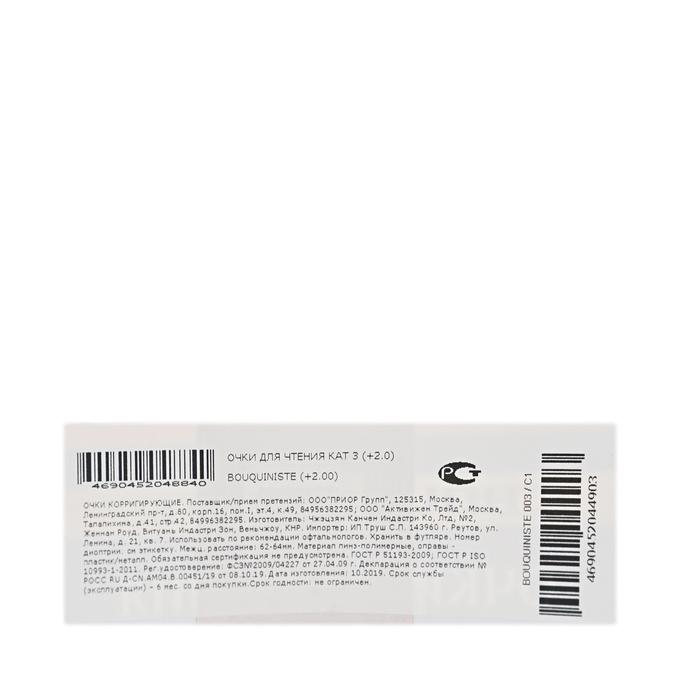 ОЧКИ ДЛЯ ЧТЕНИЯ КАТ 3 (+2.0)
BOUQUINISTE (+2.00)
4690452048840
ОЧКИ КОРРИГИРУЮЩИЕ. Поставщик/прием претензий: ООО"ПРИОР Групп", 125315, Москва,
Ленинградский пр-т, д.80, корп.16, пом.I, эт.4, к.49, 84956382295; ООО "Активижен Трейд", Москва,
Талалихина, д.41, стр.42, 84996382295. Изготовитель: Чжэцзян Канчен Индастри Ко, Лтд, №2,
Женнан Роуд, Витуань Индастри Зон, Веньчжоу, КНР. Импортер: ИП Труш С.П. 143960 г. Реутов, ул.
Ленина, д. 21, кв. 7. Использовать по рекомендации офтальмологов. Хранить в футляре. Номер
диоптрии. см этикетку. Межц. расстояние: 62-64мм. Материал линз-полимерные, оправы -
пластик/металл. Обязательная сертификация не предусмотрена. ГОСТ Р 51193-2009; ГОСТ Р ISO
10993-1-2011. Рег.удостоверение: ФСЗ№2009/04227 от 27.04.09 г. Декларация о соответствии №
РОСС RU Д-CN.АМ04.В.00451/19 от 08.10.19. Дата изготовления: 10.2019. Срок службы
(эксплуатации) - 6 мес. со дня покупки.Срок годности: не ограничен.
BOUQUINISTE 003 / C1
4690452044903